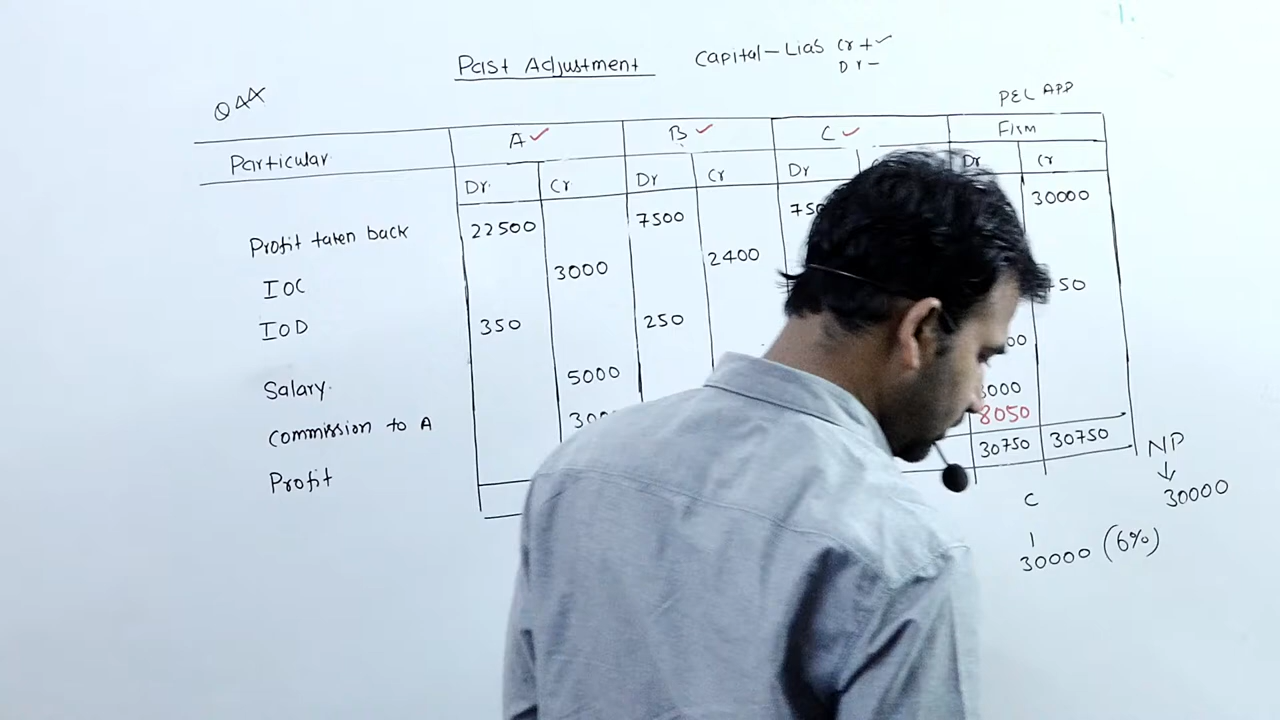 Past Adjustment
Capital - Lias Cr + ✓
Dr -
PEL APP
Particular A ✓ B ✓ C ✓ Firm
Dr. Cr Dr Cr Dr Dr Cr
Profit taken back 22500 7500 30000
IOC 3000 2400
IOD 350 250
Salary. 5000
Commission to A 3000
8050
Profit 30750 30750
NP
↓
30000
C
30000 (6%)